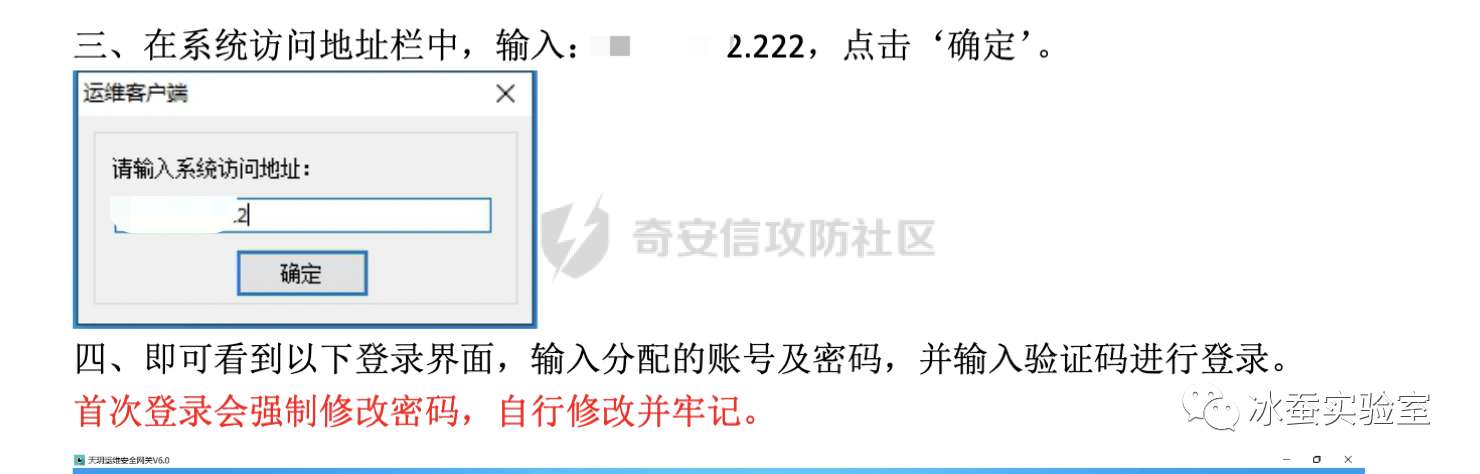 三、在系统访问地址栏中，输入： 2.222，点击‘确定’。
运维客户端
请输入系统访问地址：
.2
确定
奇安信攻防社区
四、即可看到以下登录界面，输入分配的账号及密码，并输入验证码进行登录。
首次登录会强制修改密码，自行修改并牢记。
冰蚕实验室
天玥运维安全网关V6.0